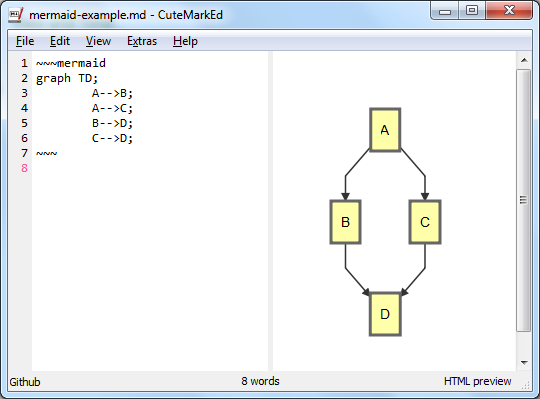 mermaid-example.md - CuteMarkEd
File Edit View Extras Help
1 ~~~mermaid
2 graph TD;
3         A-->B;
4         A-->C;
5         B-->D;
6         C-->D;
7 ~~~
8
A
B C
D
Github 8 words HTML preview